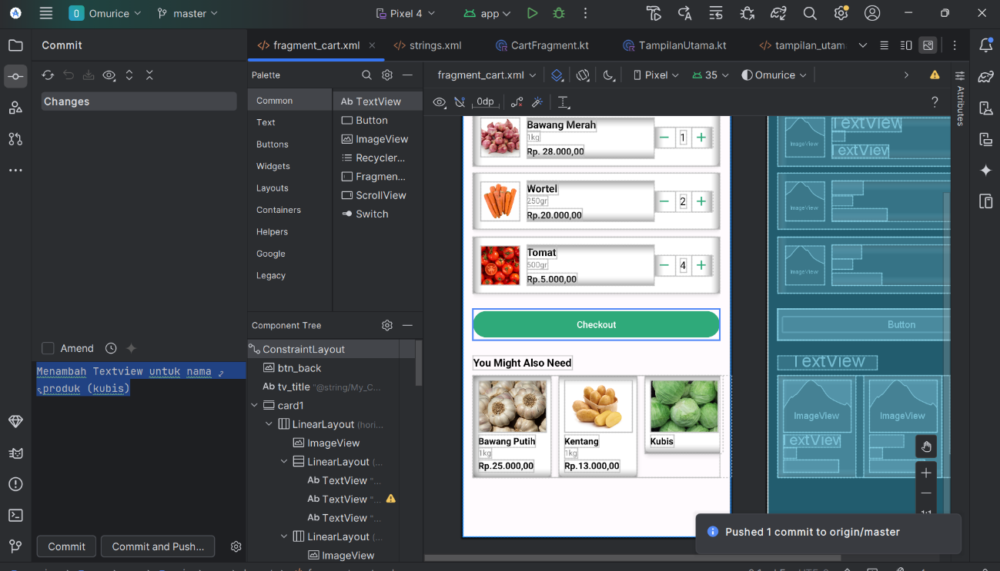 Omurice
master
Pixel 4
app
Commit
fragment_cart.xml
strings.xml
CartFragment.kt
TampilanUtama.kt
tampilan_utam
Changes
Palette
Common
Text
Buttons
Widgets
Layouts
Containers
Helpers
Google
Legacy
Ab TextView
Button
ImageView
Recycler...
Fragmen...
ScrollView
Switch
fragment_cart.xml
Pixel
35
Omurice
0dp
?
Attributes
Bawang Merah
1kg
Rp. 28.000,00
1
Wortel
250gr
Rp.20.000,00
2
Tomat
500gr
Rp.5.000,00
4
Checkout
You Might Also Need
Bawang Putih
1kg
Rp.25.000,00
Kentang
1kg
Rp.13.000,00
Kubis
TextView
ImageView
TextView
ImageView
ImageView
Button
TextView
ImageView
ImageView
TextView
Component Tree
ConstraintLayout
btn_back
Ab tv_title "@string/My_C...
card1
LinearLayout (hori...
ImageView
LinearLayout (...
Ab TextView "...
Ab TextView "...
Ab TextView "...
LinearLayout (...
ImageView
Amend
Menambah Textview untuk nama
produk (kubis)
Commit
Commit and Push...
Pushed 1 commit to origin/master